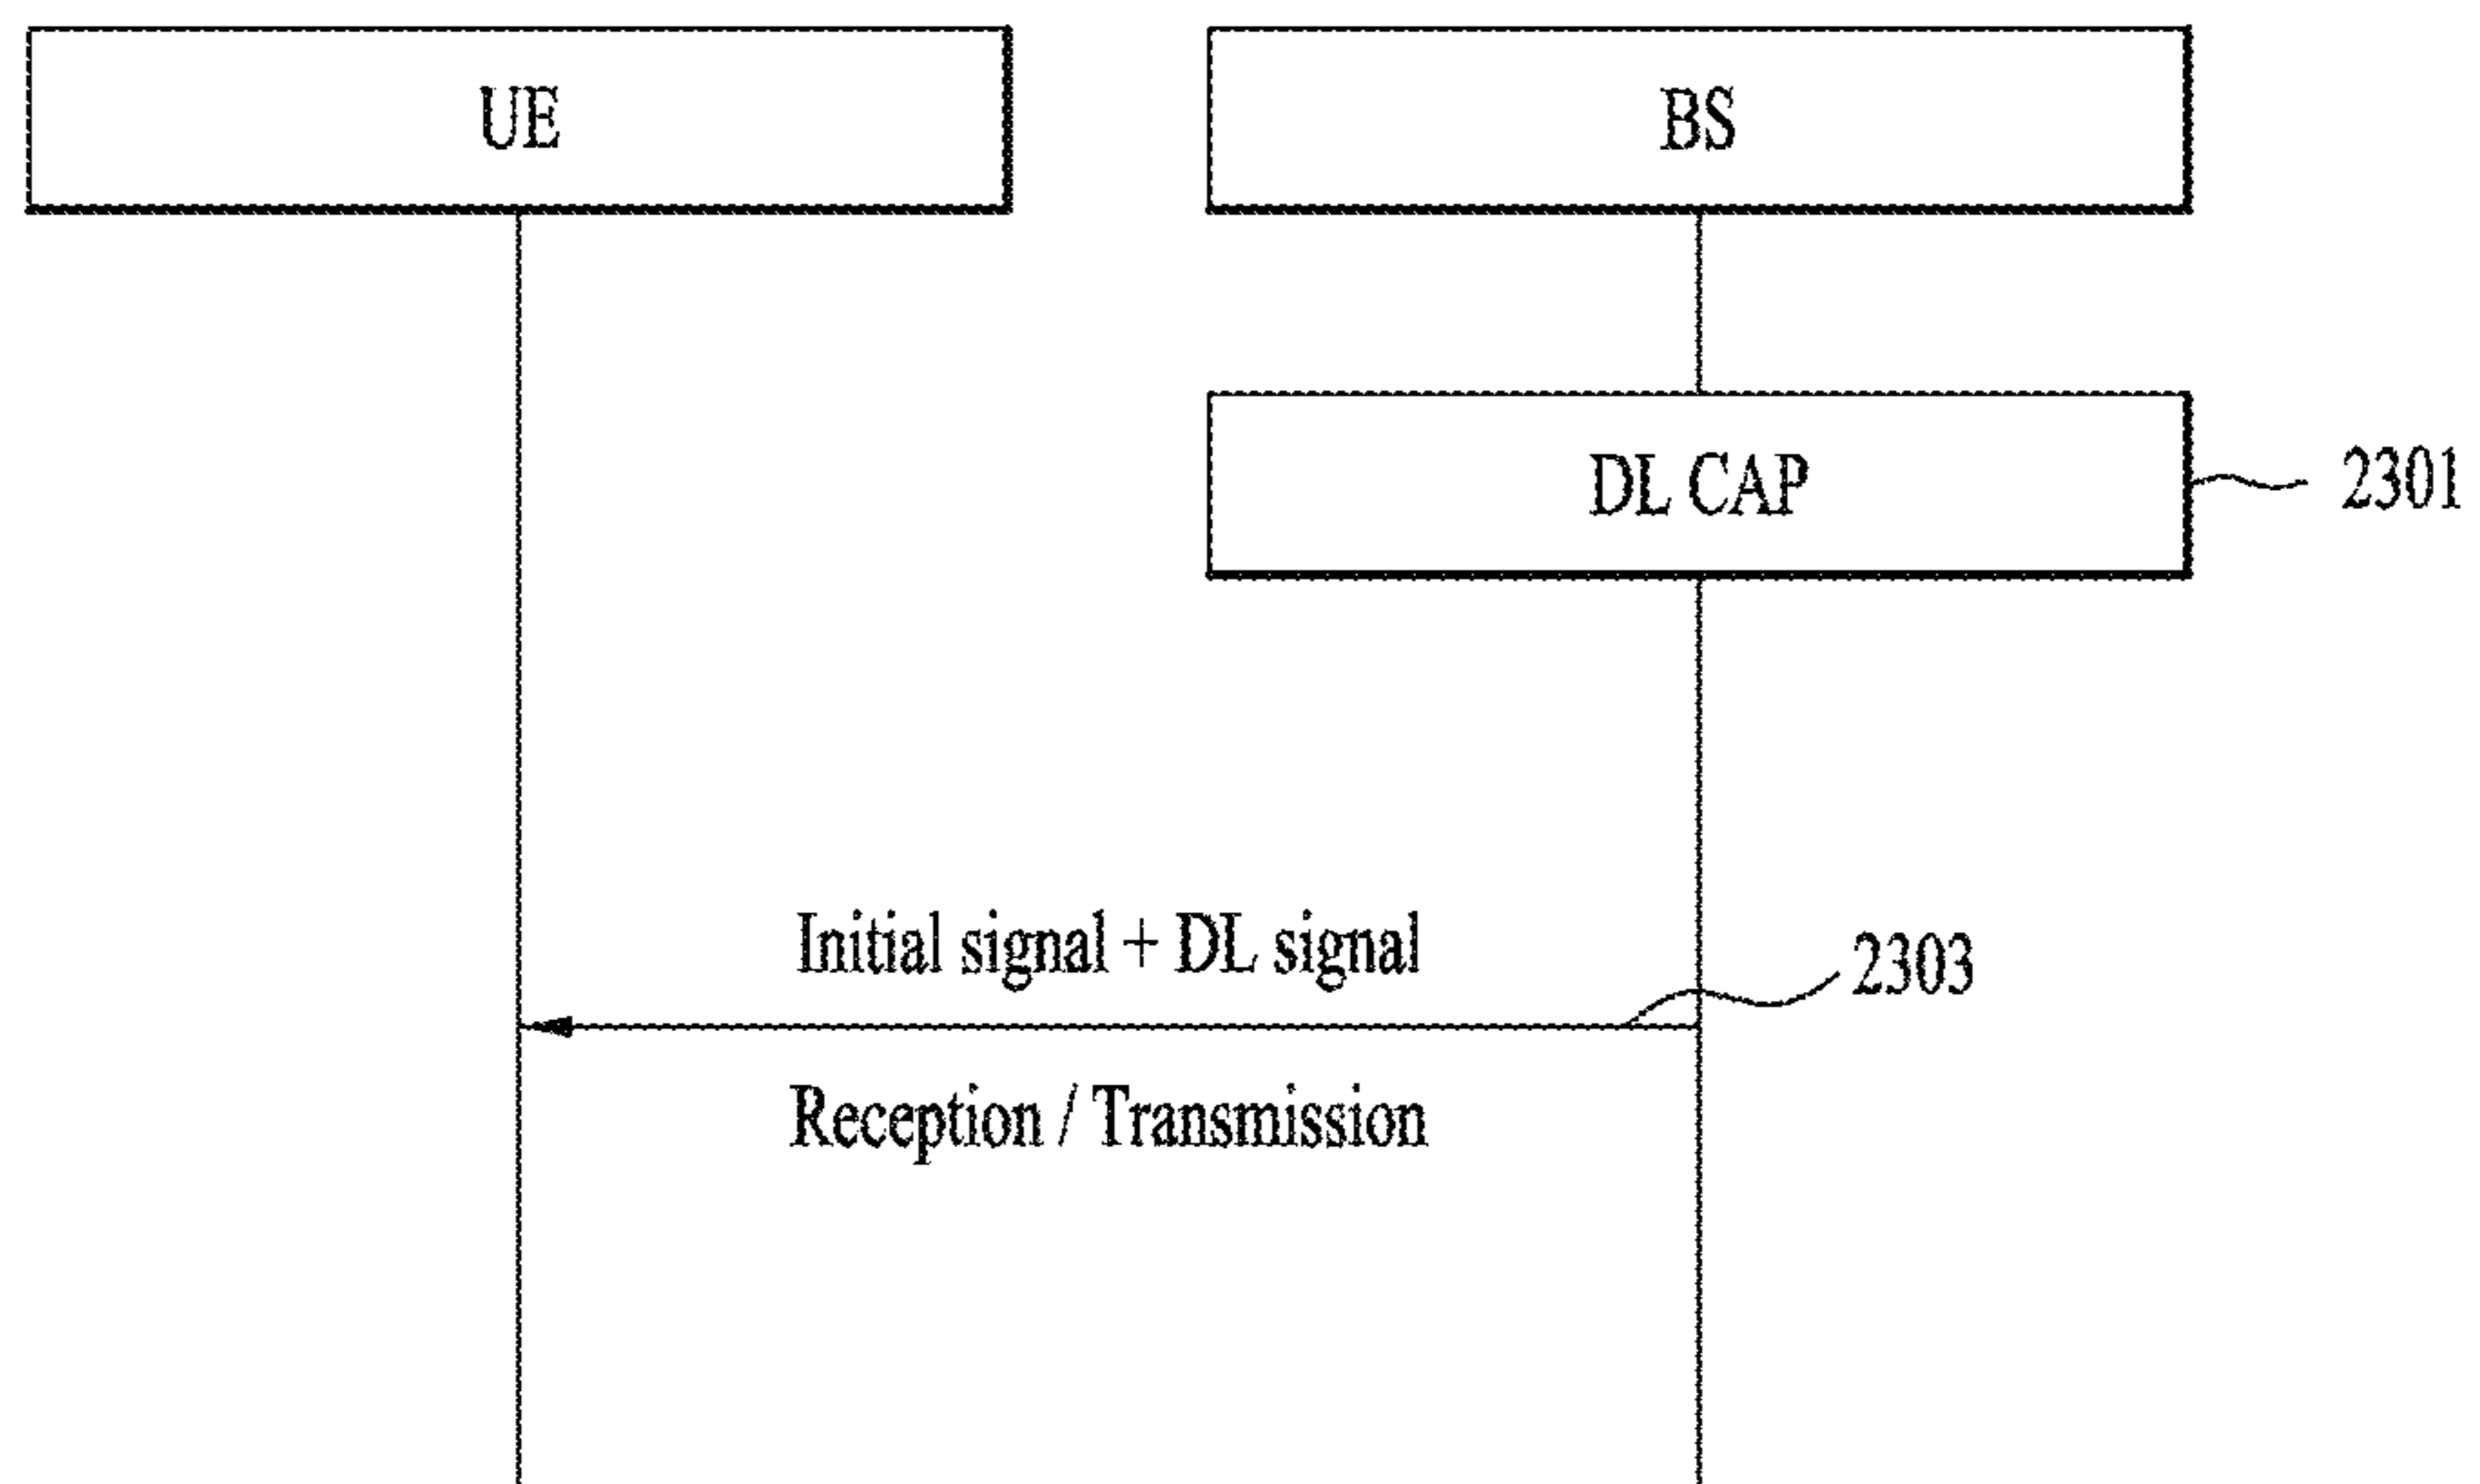 UE
BS
DL CAP
2301
Initial signal + DL signal
2303
Reception / Transmission